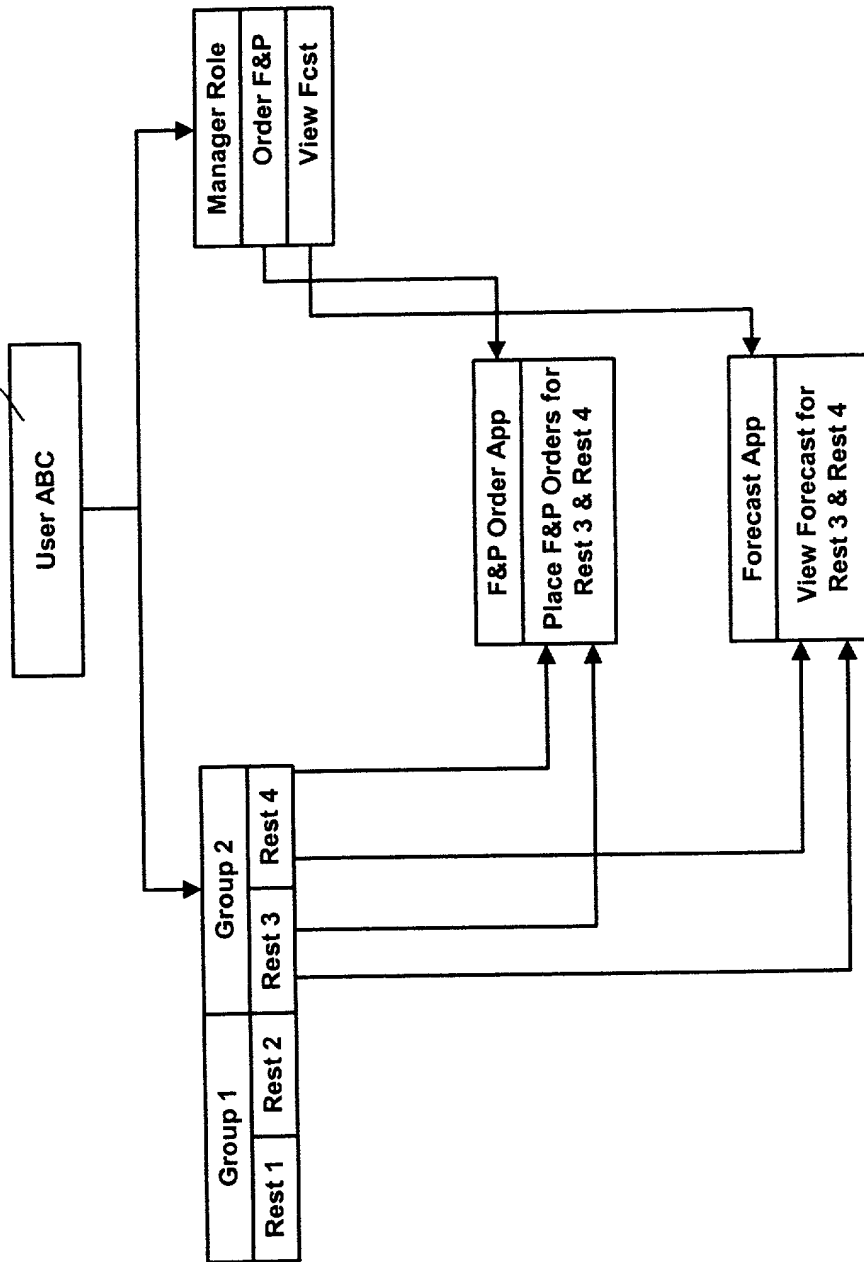 User ABC
Group 1
Group 2
Rest 1
Rest 2
Rest 3
Rest 4
Manager Role
Order F&P
View Fcst
F&P Order App
Place F&P Orders for
Rest 3 & Rest 4
Forecast App
View Forecast for
Rest 3 & Rest 4